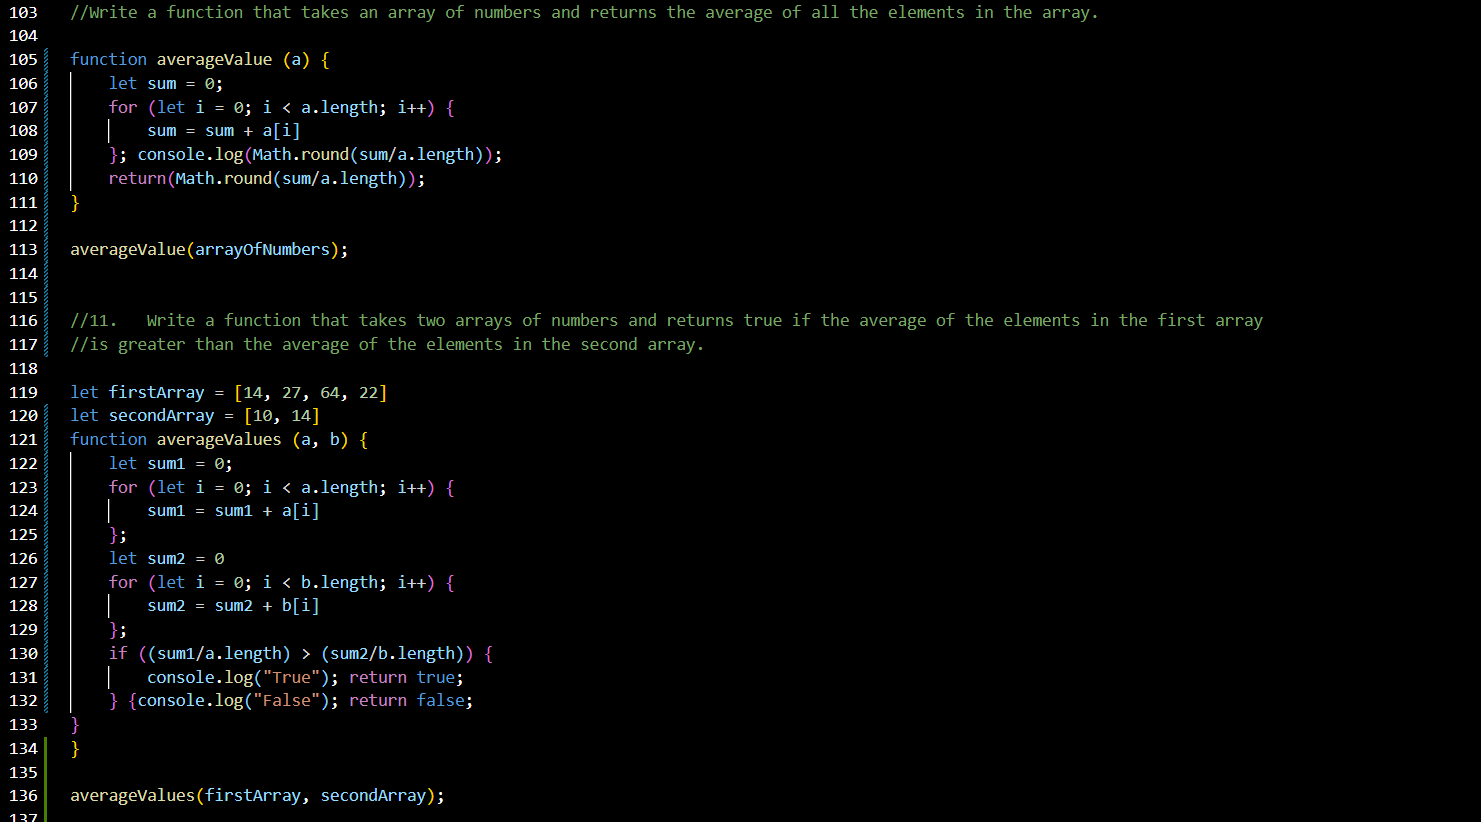 103 //Write a function that takes an array of numbers and returns the average of all the elements in the array.
104
105 function averageValue (a) {
106     let sum = 0;
107     for (let i = 0; i < a.length; i++) {
108         sum = sum + a[i]
109     }; console.log(Math.round(sum/a.length));
110     return(Math.round(sum/a.length));
111 }
112
113 averageValue(arrayOfNumbers);
114
115
116 //11.   Write a function that takes two arrays of numbers and returns true if the average of the elements in the first array
117 //is greater than the average of the elements in the second array.
118
119 let firstArray = [14, 27, 64, 22]
120 let secondArray = [10, 14]
121 function averageValues (a, b) {
122     let sum1 = 0;
123     for (let i = 0; i < a.length; i++) {
124         sum1 = sum1 + a[i]
125     };
126     let sum2 = 0
127     for (let i = 0; i < b.length; i++) {
128         sum2 = sum2 + b[i]
129     };
130     if ((sum1/a.length) > (sum2/b.length)) {
131         console.log("True"); return true;
132     } {console.log("False"); return false;
133 }
134 }
135
136 averageValues(firstArray, secondArray);
137